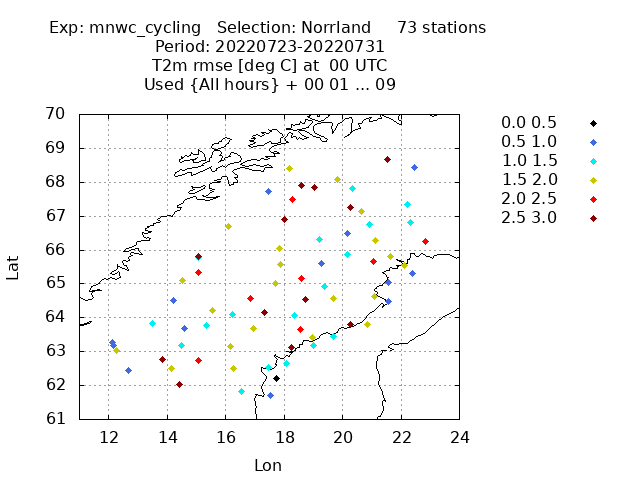 Exp: mnwc_cycling Selection: Norrland 73 stations
Period: 20220723-20220731
T2m rmse [deg C] at 00 UTC
Used {All hours} + 00 01 ... 09
70
69
68
67
66
65
64
63
62
61
Lat
12 14 16 18 20 22 24
Lon
0.0 0.5
0.5 1.0
1.0 1.5
1.5 2.0
2.0 2.5
2.5 3.0